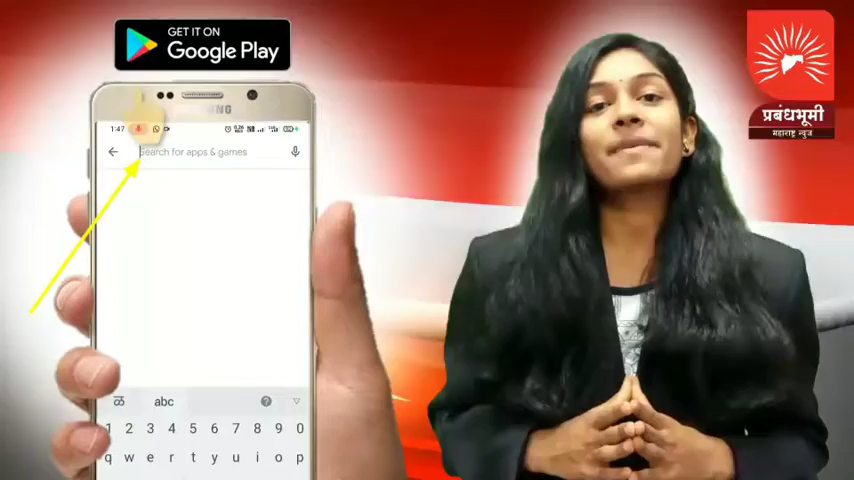 GET IT ON
Google Play
SAMSUNG
1:47
Search for apps & games
abc
1 2 3 4 5 6 7 8 9 0
q w e r t y u i o p
प्रबंधभूमी
महाराष्ट्र न्युज